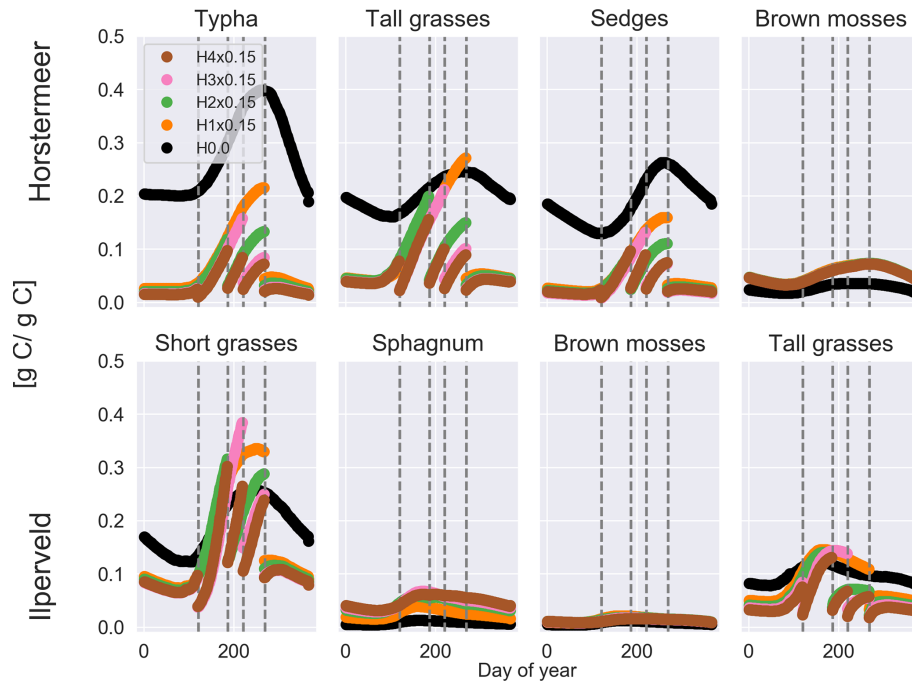 Typha Tall grasses Sedges Brown mosses
Horstermeer
0.5
0.4
0.3
0.2
0.1
0.0
H4x0.15
H3x0.15
H2x0.15
H1x0.15
H0.0
[g C/ g C]
Short grasses Sphagnum Brown mosses Tall grasses
Ilperveld
0.5
0.4
0.3
0.2
0.1
0.0
0 200 0 200 0 200 0 200
Day of year